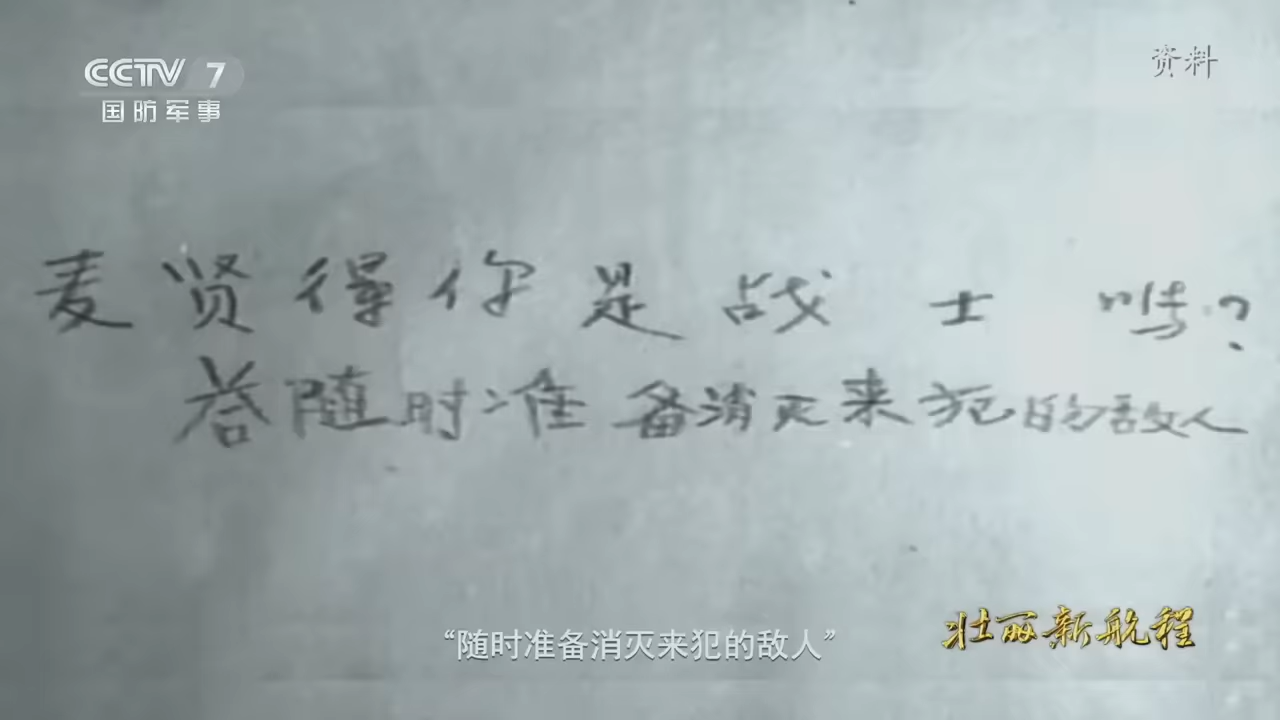 CCTV 7
国防军事
资料
麦贤得你是战士吗?
答随时准备消灭来犯的敌人
“随时准备消灭来犯的敌人”
壮丽新航程